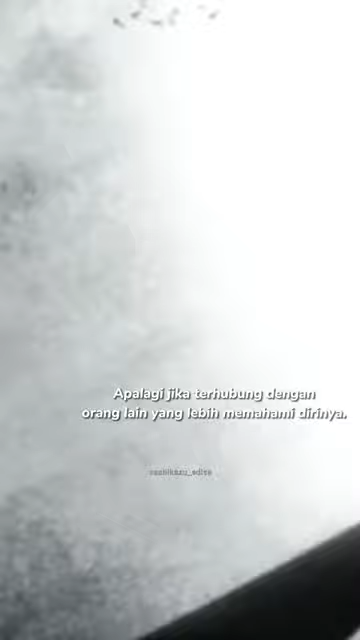 Apalagi jika terhubung dengan
orang lain yang lebih memahami dirinya.